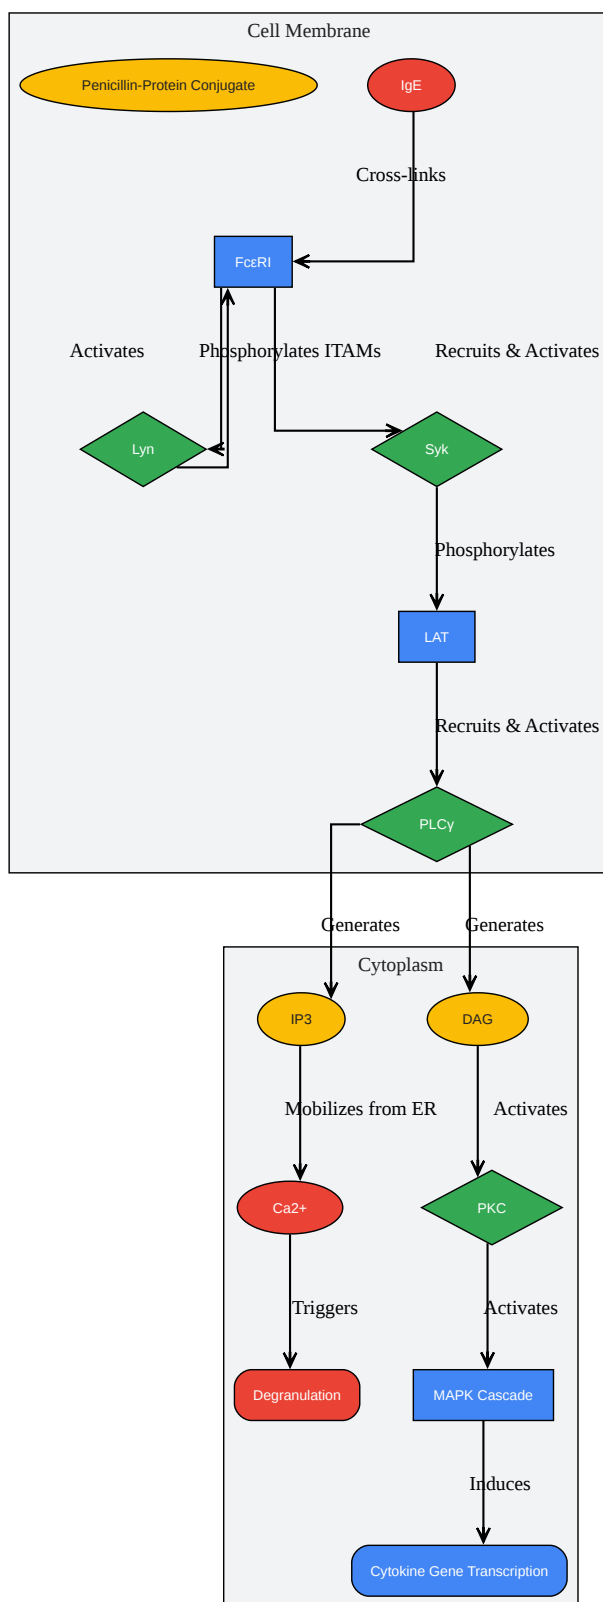 Cell Membrane
Penicillin-Protein Conjugate
IgE
Cross-links
FcεRI
Activates
Phosphorylates ITAMs
Recruits & Activates
Lyn
Syk
Phosphorylates
LAT
Recruits & Activates
PLCγ
Generates
Generates
Cytoplasm
IP3
DAG
Mobilizes from ER
Activates
Ca2+
PKC
Triggers
Activates
Degranulation
MAPK Cascade
Induces
Cytokine Gene Transcription